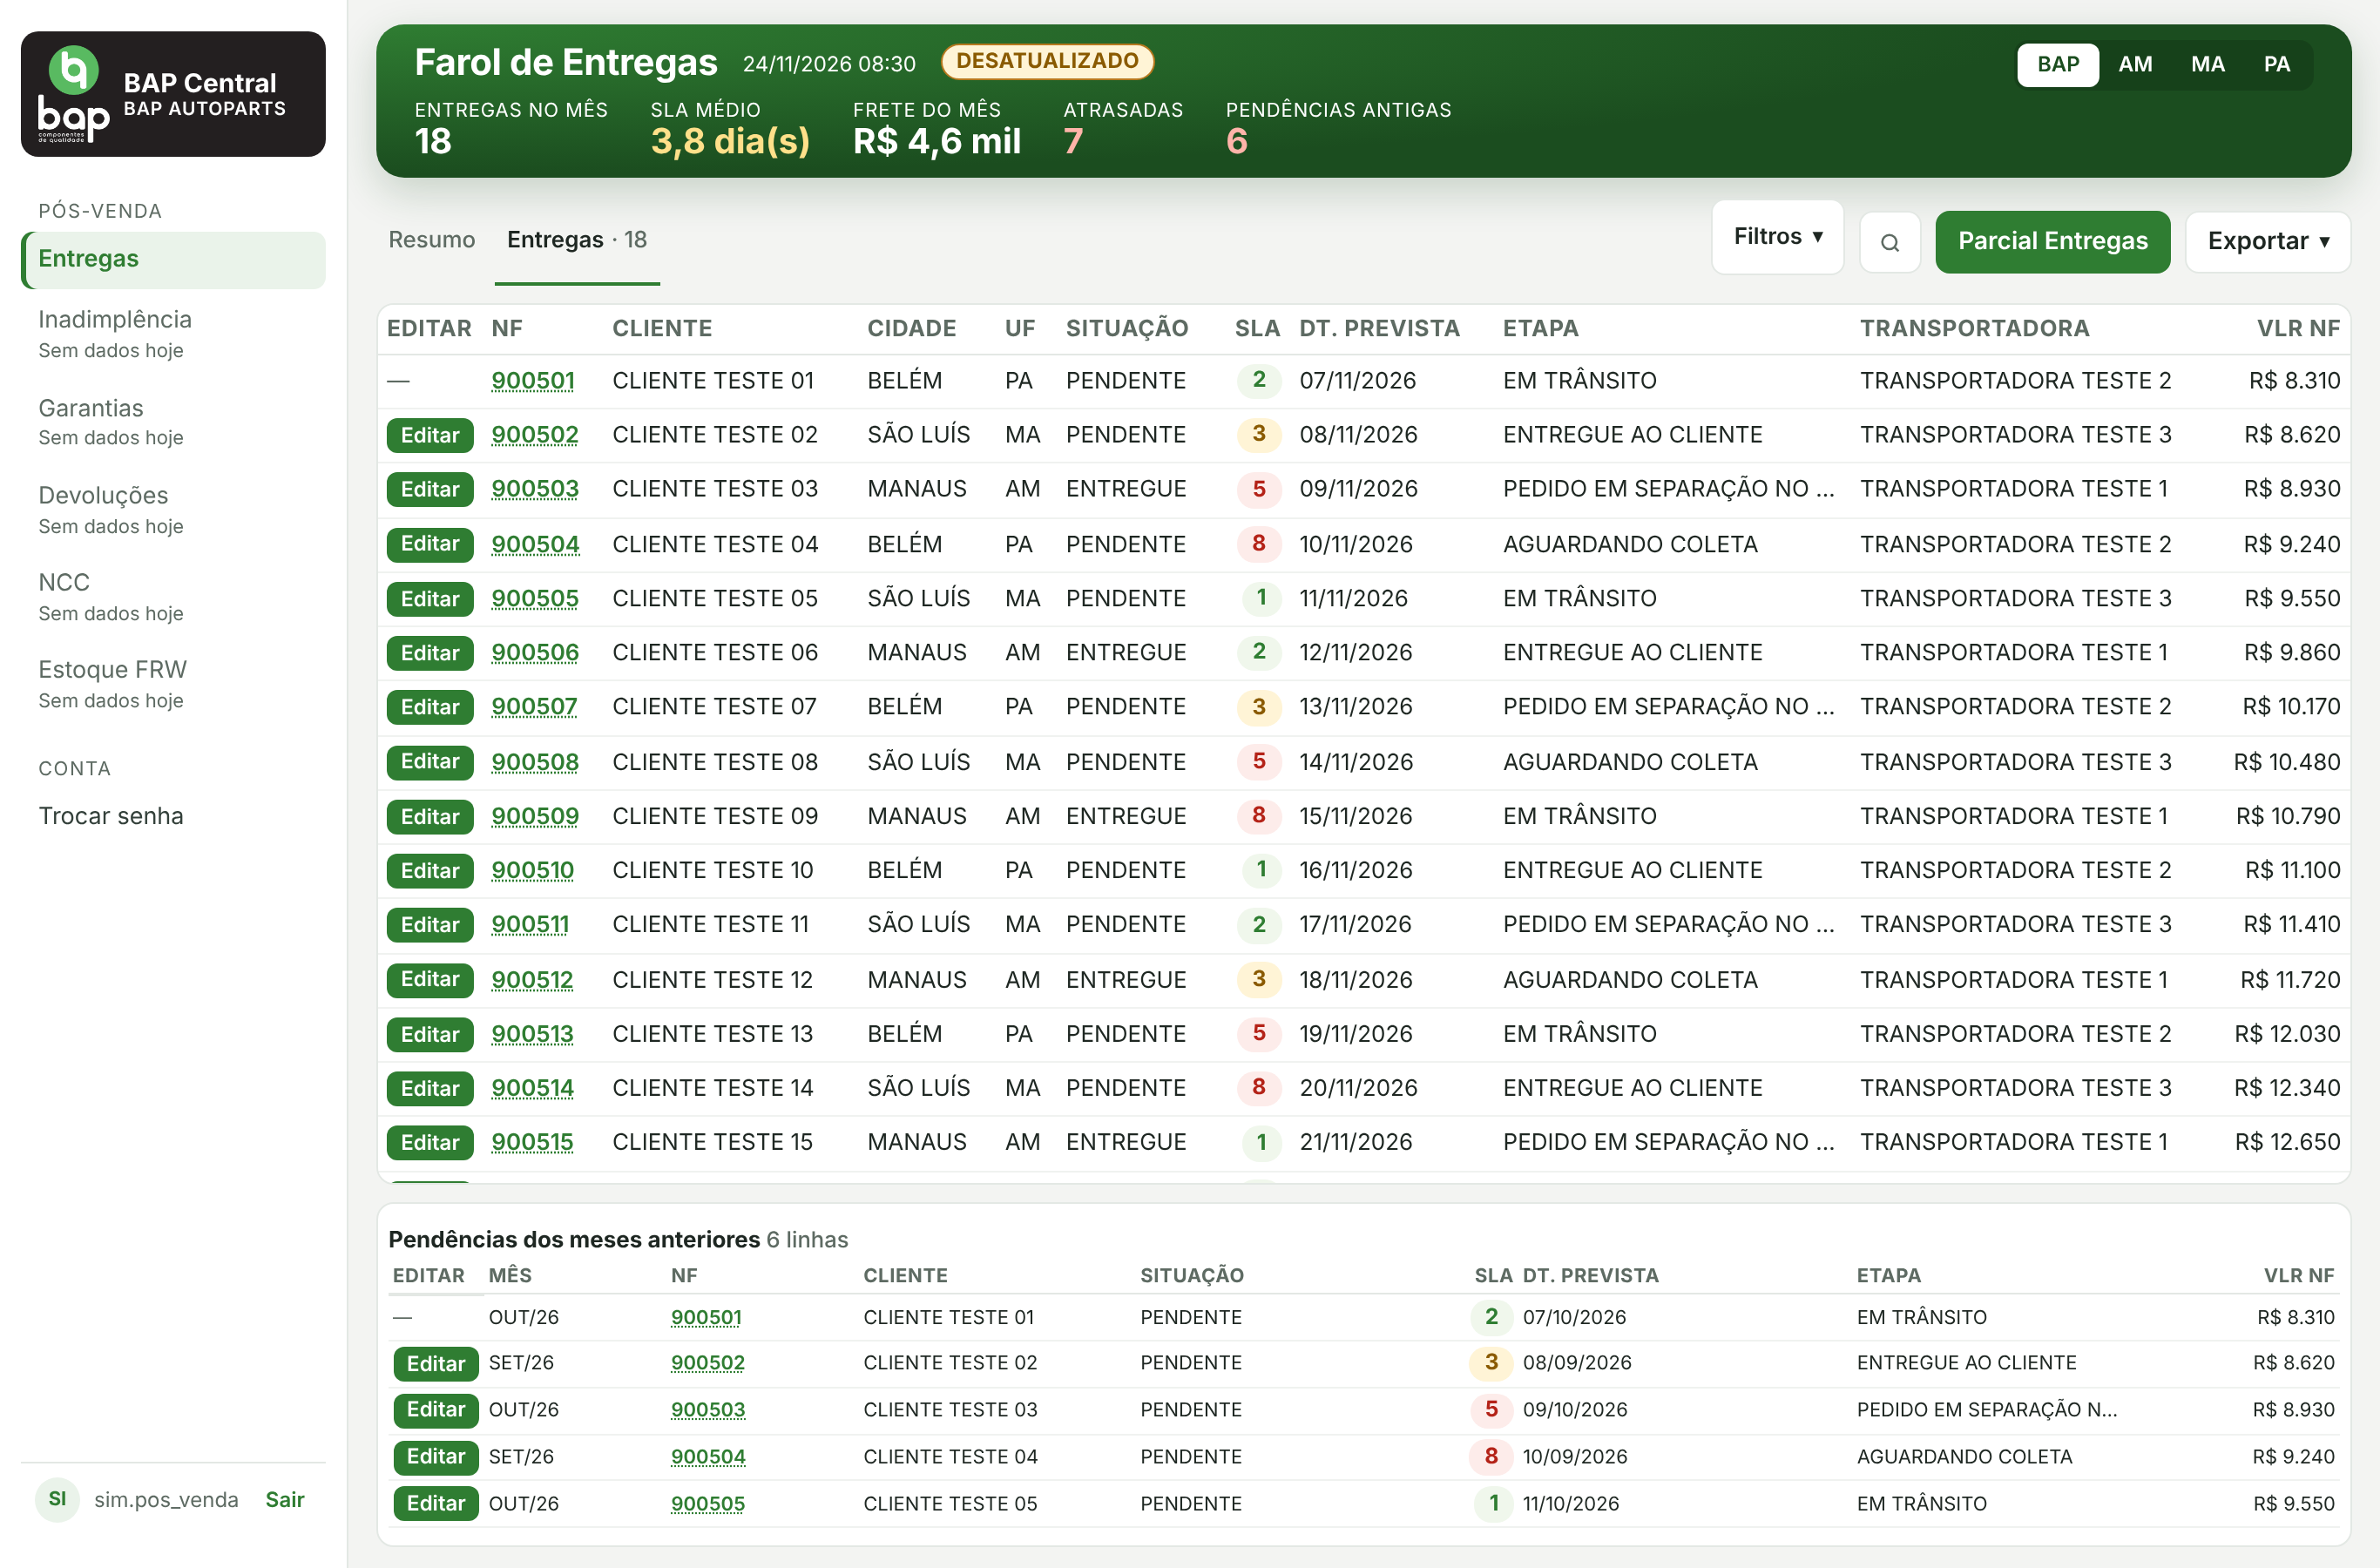 bap
componentes
de qualidade
BAP Central
BAP AUTOPARTS
PÓS-VENDA
Entregas
Inadimplência
Sem dados hoje
Garantias
Sem dados hoje
Devoluções
Sem dados hoje
NCC
Sem dados hoje
Estoque FRW
Sem dados hoje
CONTA
Trocar senha
SI sim.pos_venda Sair
Farol de Entregas 24/11/2026 08:30 DESATUALIZADO
BAP AM MA PA
ENTREGAS NO MÊS SLA MÉDIO FRETE DO MÊS ATRASADAS PENDÊNCIAS ANTIGAS
18 3,8 dia(s) R$ 4,6 mil 7 6
Resumo Entregas · 18 Filtros ▾ Parcial Entregas Exportar ▾
EDITAR NF CLIENTE CIDADE UF SITUAÇÃO SLA DT. PREVISTA ETAPA TRANSPORTADORA VLR NF
— 900501 CLIENTE TESTE 01 BELÉM PA PENDENTE 2 07/11/2026 EM TRÂNSITO TRANSPORTADORA TESTE 2 R$ 8.310
Editar 900502 CLIENTE TESTE 02 SÃO LUÍS MA PENDENTE 3 08/11/2026 ENTREGUE AO CLIENTE TRANSPORTADORA TESTE 3 R$ 8.620
Editar 900503 CLIENTE TESTE 03 MANAUS AM ENTREGUE 5 09/11/2026 PEDIDO EM SEPARAÇÃO NO ... TRANSPORTADORA TESTE 1 R$ 8.930
Editar 900504 CLIENTE TESTE 04 BELÉM PA PENDENTE 8 10/11/2026 AGUARDANDO COLETA TRANSPORTADORA TESTE 2 R$ 9.240
Editar 900505 CLIENTE TESTE 05 SÃO LUÍS MA PENDENTE 1 11/11/2026 EM TRÂNSITO TRANSPORTADORA TESTE 3 R$ 9.550
Editar 900506 CLIENTE TESTE 06 MANAUS AM ENTREGUE 2 12/11/2026 ENTREGUE AO CLIENTE TRANSPORTADORA TESTE 1 R$ 9.860
Editar 900507 CLIENTE TESTE 07 BELÉM PA PENDENTE 3 13/11/2026 PEDIDO EM SEPARAÇÃO NO ... TRANSPORTADORA TESTE 2 R$ 10.170
Editar 900508 CLIENTE TESTE 08 SÃO LUÍS MA PENDENTE 5 14/11/2026 AGUARDANDO COLETA TRANSPORTADORA TESTE 3 R$ 10.480
Editar 900509 CLIENTE TESTE 09 MANAUS AM ENTREGUE 8 15/11/2026 EM TRÂNSITO TRANSPORTADORA TESTE 1 R$ 10.790
Editar 900510 CLIENTE TESTE 10 BELÉM PA PENDENTE 1 16/11/2026 ENTREGUE AO CLIENTE TRANSPORTADORA TESTE 2 R$ 11.100
Editar 900511 CLIENTE TESTE 11 SÃO LUÍS MA PENDENTE 2 17/11/2026 PEDIDO EM SEPARAÇÃO NO ... TRANSPORTADORA TESTE 3 R$ 11.410
Editar 900512 CLIENTE TESTE 12 MANAUS AM ENTREGUE 3 18/11/2026 AGUARDANDO COLETA TRANSPORTADORA TESTE 1 R$ 11.720
Editar 900513 CLIENTE TESTE 13 BELÉM PA PENDENTE 5 19/11/2026 EM TRÂNSITO TRANSPORTADORA TESTE 2 R$ 12.030
Editar 900514 CLIENTE TESTE 14 SÃO LUÍS MA PENDENTE 8 20/11/2026 ENTREGUE AO CLIENTE TRANSPORTADORA TESTE 3 R$ 12.340
Editar 900515 CLIENTE TESTE 15 MANAUS AM ENTREGUE 1 21/11/2026 PEDIDO EM SEPARAÇÃO NO ... TRANSPORTADORA TESTE 1 R$ 12.650
Pendências dos meses anteriores 6 linhas
EDITAR MÊS NF CLIENTE SITUAÇÃO SLA DT. PREVISTA ETAPA VLR NF
— OUT/26 900501 CLIENTE TESTE 01 PENDENTE 2 07/10/2026 EM TRÂNSITO R$ 8.310
Editar SET/26 900502 CLIENTE TESTE 02 PENDENTE 3 08/09/2026 ENTREGUE AO CLIENTE R$ 8.620
Editar OUT/26 900503 CLIENTE TESTE 03 PENDENTE 5 09/10/2026 PEDIDO EM SEPARAÇÃO N... R$ 8.930
Editar SET/26 900504 CLIENTE TESTE 04 PENDENTE 8 10/09/2026 AGUARDANDO COLETA R$ 9.240
Editar OUT/26 900505 CLIENTE TESTE 05 PENDENTE 1 11/10/2026 EM TRÂNSITO R$ 9.550